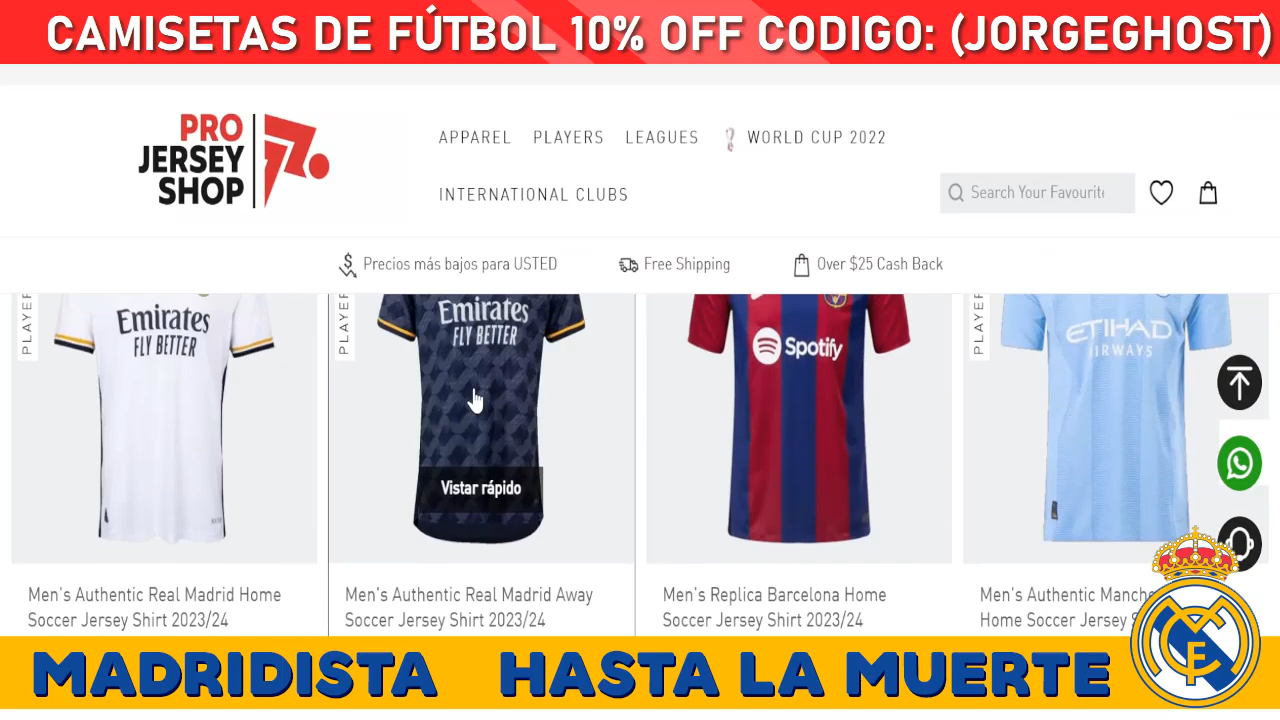 CAMISETAS DE FÚTBOL 10% OFF CODIGO: (JORGEGHOST)
PRO
JERSEY
SHOP
APPAREL PLAYERS LEAGUES WORLD CUP 2022
INTERNATIONAL CLUBS
Search Your Favourite
Precios más bajos para USTED
Free Shipping
Over $25 Cash Back
PLAYER
Emirates
FLY BETTER
PLAYER
Emirates
FLY BETTER
Spotify
PLAYER
ETIHAD
AIRWAYS
Vistar rápido
Men's Authentic Real Madrid Home
Soccer Jersey Shirt 2023/24
Men's Authentic Real Madrid Away
Soccer Jersey Shirt 2023/24
Men's Replica Barcelona Home
Soccer Jersey Shirt 2023/24
Men's Authentic Manche
Home Soccer Jersey S
MADRIDISTA HASTA LA MUERTE